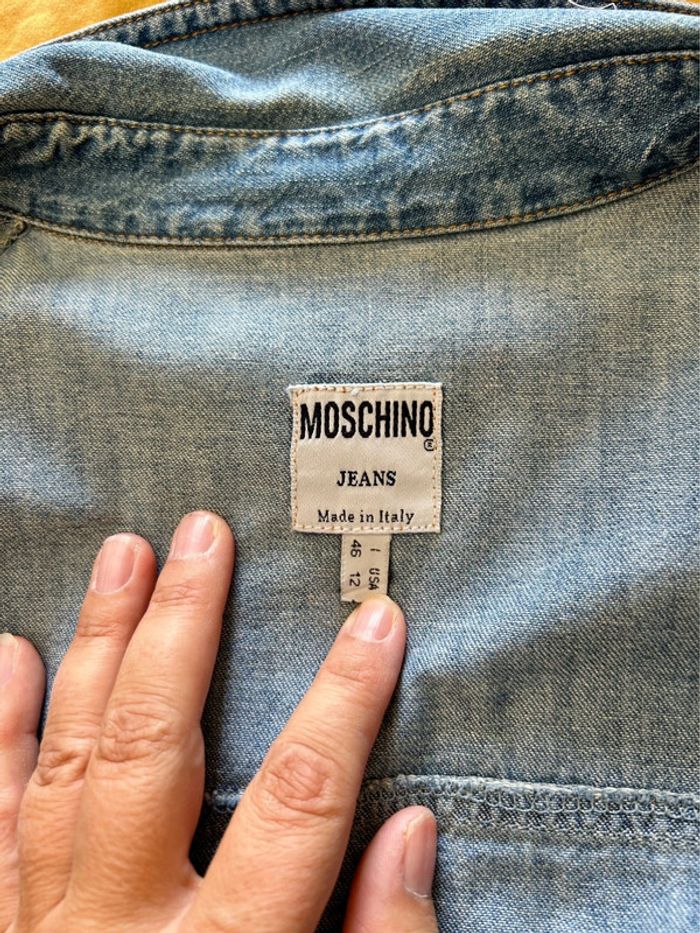 MOSCHINO
JEANS
Made in Italy
I USA
46 12